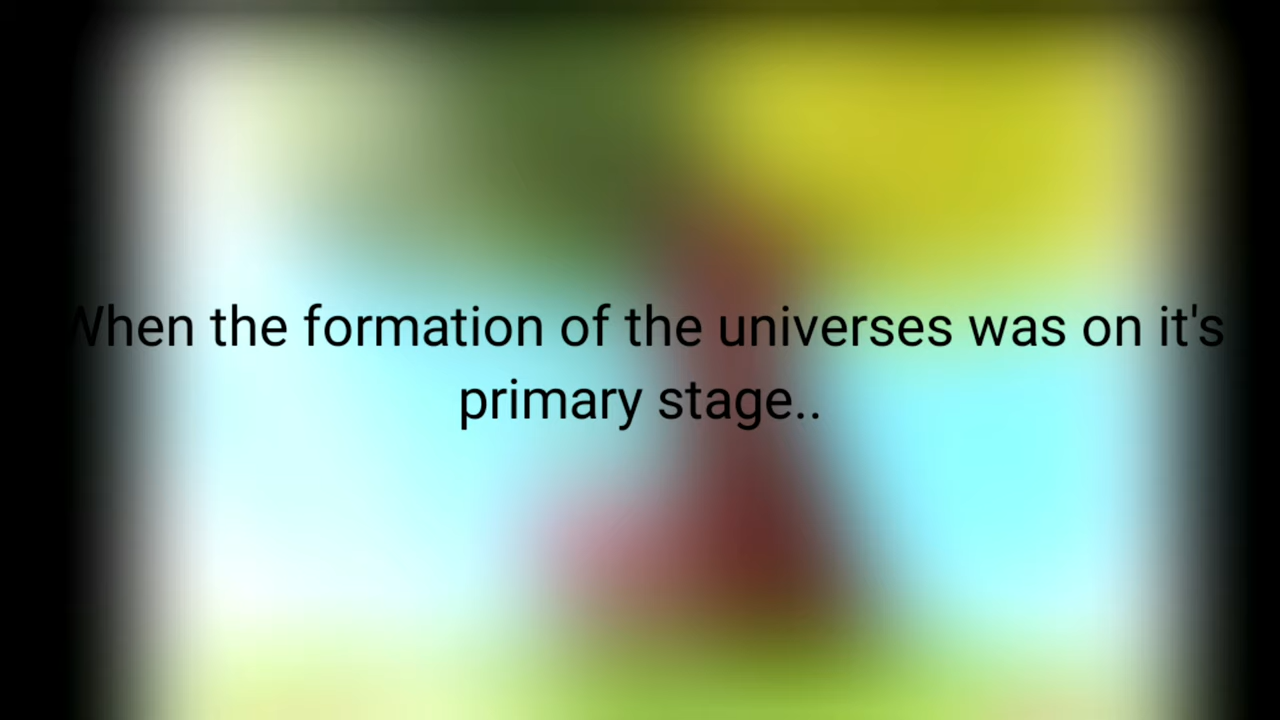 When the formation of the universes was on it's
primary stage..